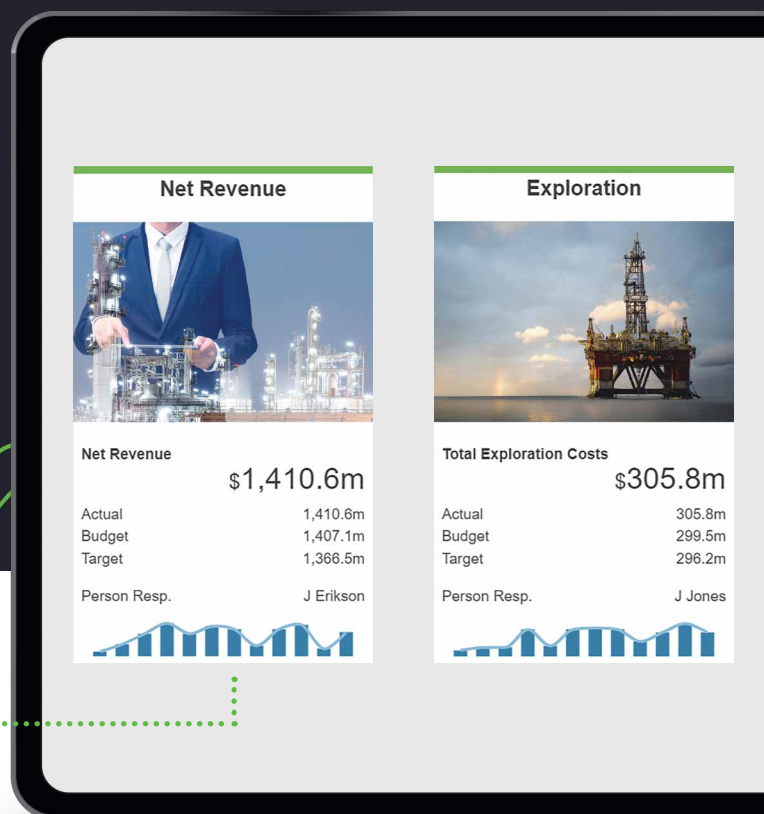 Net Revenue
Net Revenue
$1,410.6m
Actual 1,410.6m
Budget 1,407.1m
Target 1,366.5m
Person Resp. J Erikson
Exploration
Total Exploration Costs
$305.8m
Actual 305.8m
Budget 299.5m
Target 296.2m
Person Resp. J Jones